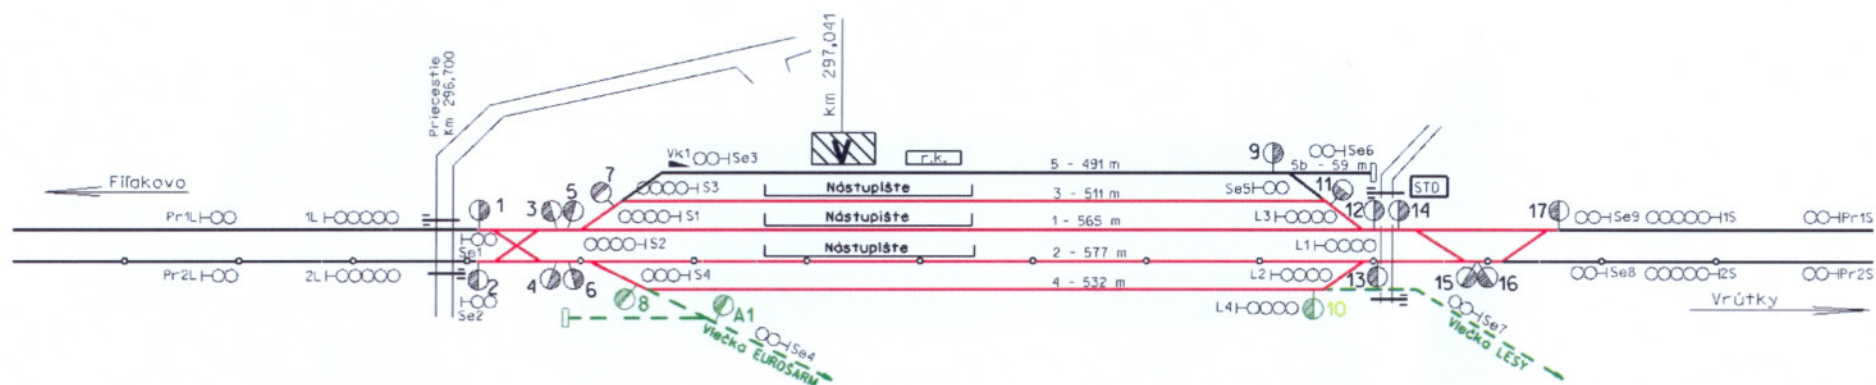 Priecestie
Km 296,700
km 297,041
V
r.k.
Vk1
Se3
9
Se6
5 - 491 m
5b - 59 m
7
S3
Nástupište
3 - 511 m
Se5
11
STO
Fiľakovo
Pr1L
1L
1
3
5
S1
Nástupište
1 - 565 m
L3
12
14
17
Se9
1S
Pr1S
Se1
S2
Nástupište
2 - 577 m
L1
Pr2L
2L
2
4
6
S4
4 - 532 m
L2
13
15
16
Se8
2S
Pr2S
Se2
8
A1
L4
10
Se7
Vrútky
Se4
Vlečka EUROŠARM
Vlečka LESY